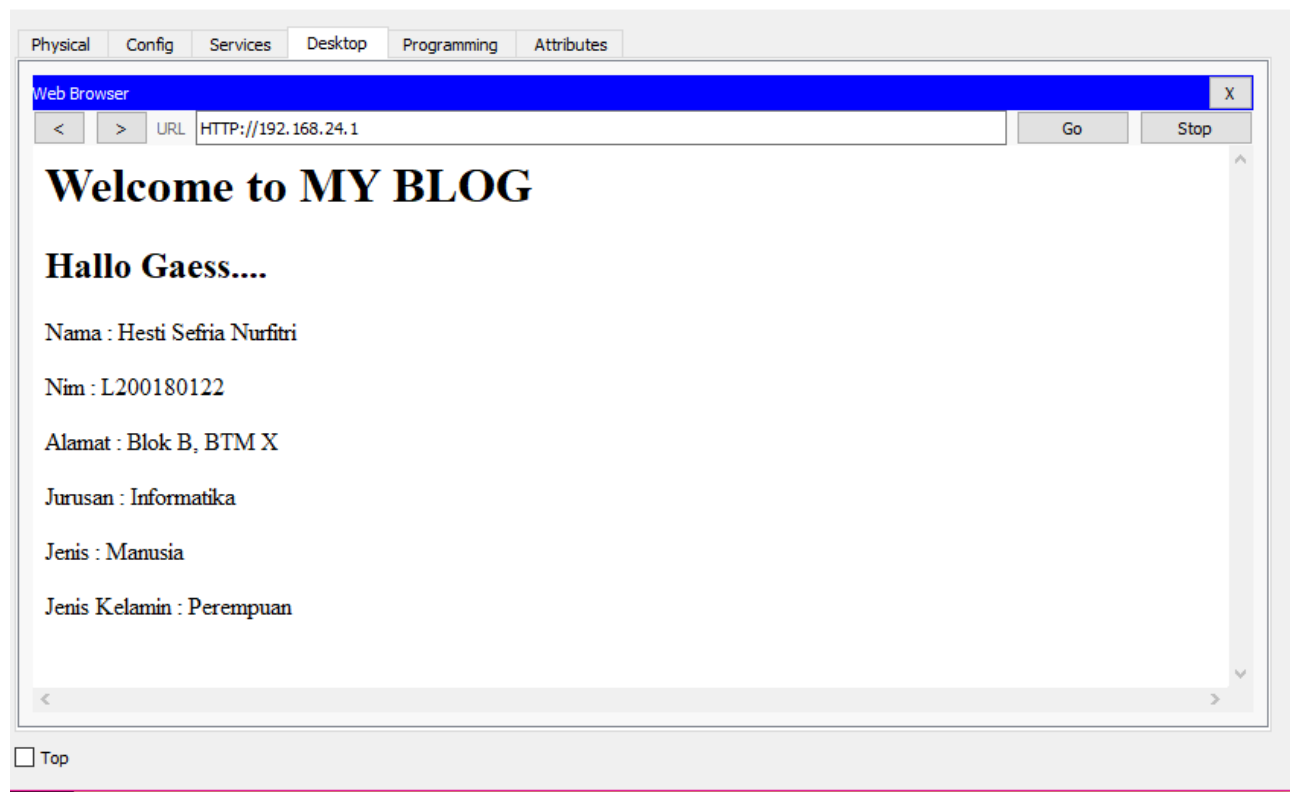 Physical Config Services Desktop Programming Attributes
Web Browser X
< > URL HTTP://192.168.24.1 Go Stop
Welcome to MY BLOG
Hallo Gaess....
Nama : Hesti Sefria Nurfitri
Nim : L200180122
Alamat : Blok B, BTM X
Jurusan : Informatika
Jenis : Manusia
Jenis Kelamin : Perempuan
Top